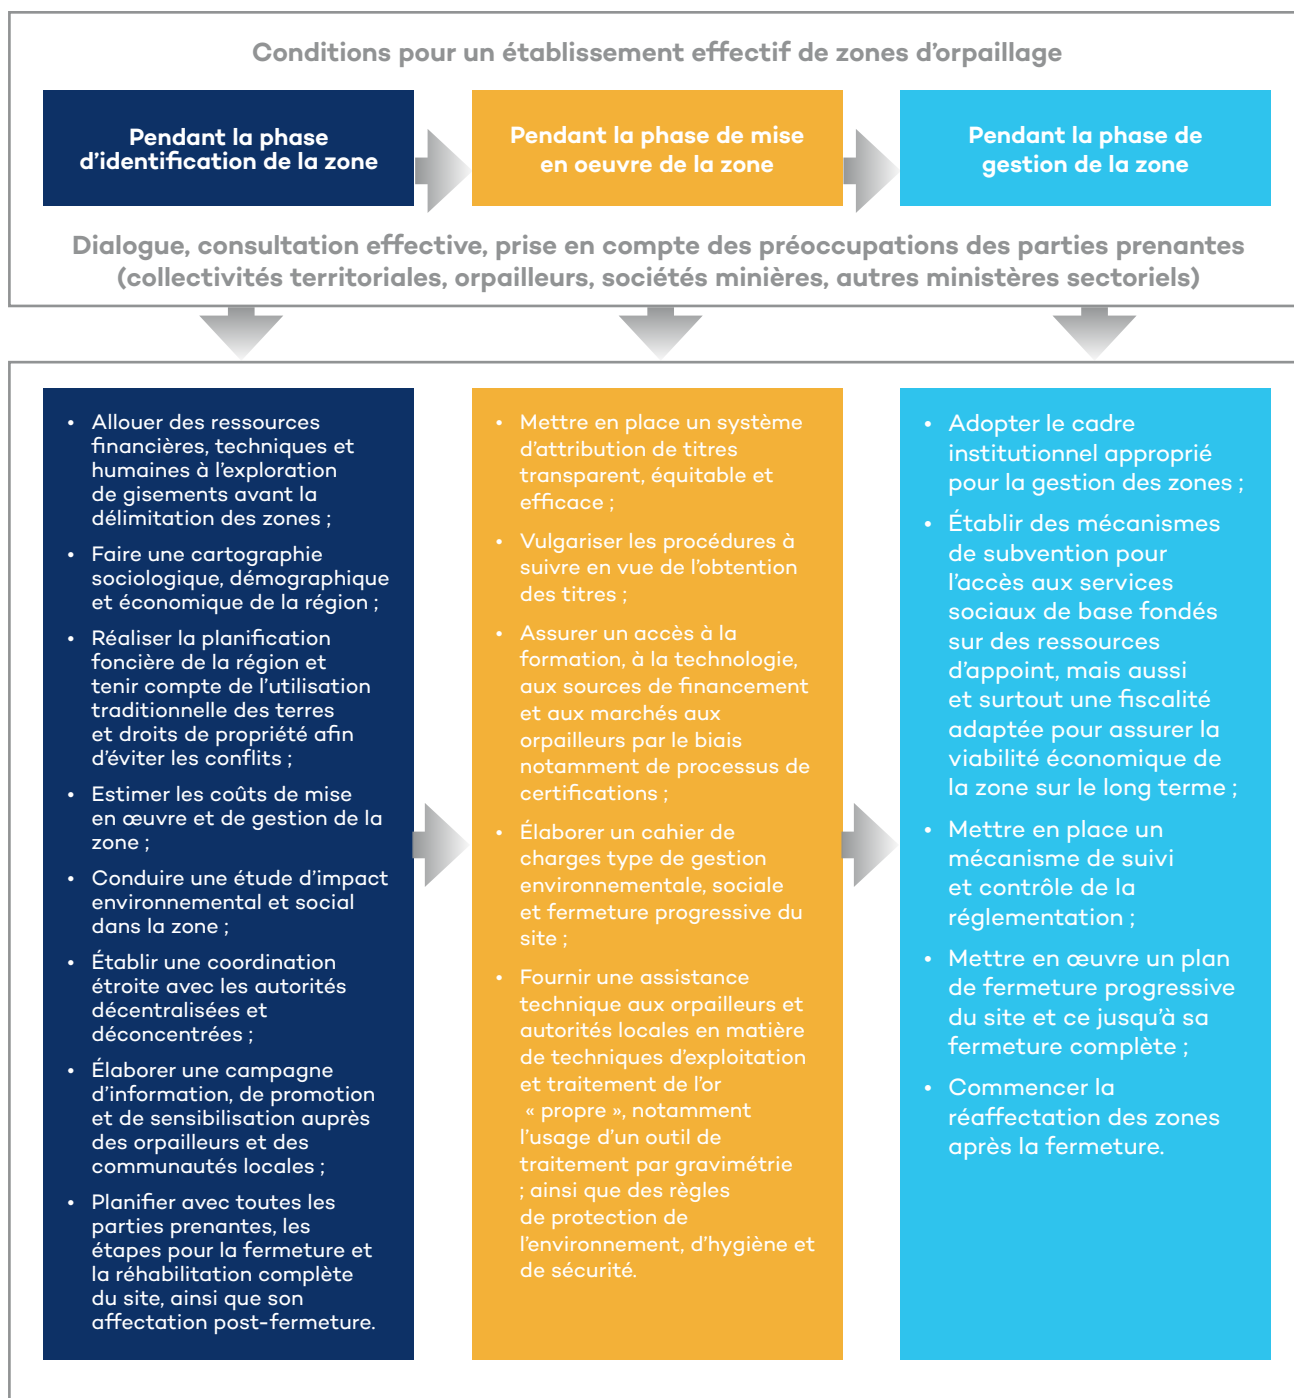 Conditions pour un établissement effectif de zones d’orpaillage
Pendant la phase
d’identification de la zone
Pendant la phase de mise
en oeuvre de la zone
Pendant la phase de
gestion de la zone
Dialogue, consultation effective, prise en compte des préoccupations des parties prenantes
(collectivités territoriales, orpailleurs, sociétés minières, autres ministères sectoriels)
• Allouer des ressources
financières, techniques et
humaines à l’exploration
de gisements avant la
délimitation des zones ;
• Faire une cartographie
sociologique, démographique
et économique de la région ;
• Réaliser la planification
foncière de la région et
tenir compte de l’utilisation
traditionnelle des terres
et droits de propriété afin
d’éviter les conflits ;
• Estimer les coûts de mise
en œuvre et de gestion de la
zone ;
• Conduire une étude d’impact
environnemental et social
dans la zone ;
• Établir une coordination
étroite avec les autorités
décentralisées et
déconcentrées ;
• Élaborer une campagne
d’information, de promotion
et de sensibilisation auprès
des orpailleurs et des
communautés locales ;
• Planifier avec toutes les
parties prenantes, les
étapes pour la fermeture et
la réhabilitation complète
du site, ainsi que son
affectation post-fermeture.
• Mettre en place un système
d’attribution de titres
transparent, équitable et
efficace ;
• Vulgariser les procédures à
suivre en vue de l’obtention
des titres ;
• Assurer un accès à la
formation, à la technologie,
aux sources de financement
et aux marchés aux
orpailleurs par le biais
notamment de processus de
certifications ;
• Élaborer un cahier de
charges type de gestion
environnementale, sociale
et fermeture progressive du
site ;
• Fournir une assistance
technique aux orpailleurs et
autorités locales en matière
de techniques d’exploitation
et traitement de l’or
« propre », notamment
l’usage d’un outil de
traitement par gravimétrie
; ainsi que des règles
de protection de
l’environnement, d’hygiène et
de sécurité.
• Adopter le cadre
institutionnel approprié
pour la gestion des zones ;
• Établir des mécanismes
de subvention pour
l’accès aux services
sociaux de base fondés
sur des ressources
d’appoint, mais aussi
et surtout une fiscalité
adaptée pour assurer la
viabilité économique de
la zone sur le long terme ;
• Mettre en place un
mécanisme de suivi
et contrôle de la
réglementation ;
• Mettre en œuvre un plan
de fermeture progressive
du site et ce jusqu’à sa
fermeture complète ;
• Commencer la
réaffectation des zones
après la fermeture.